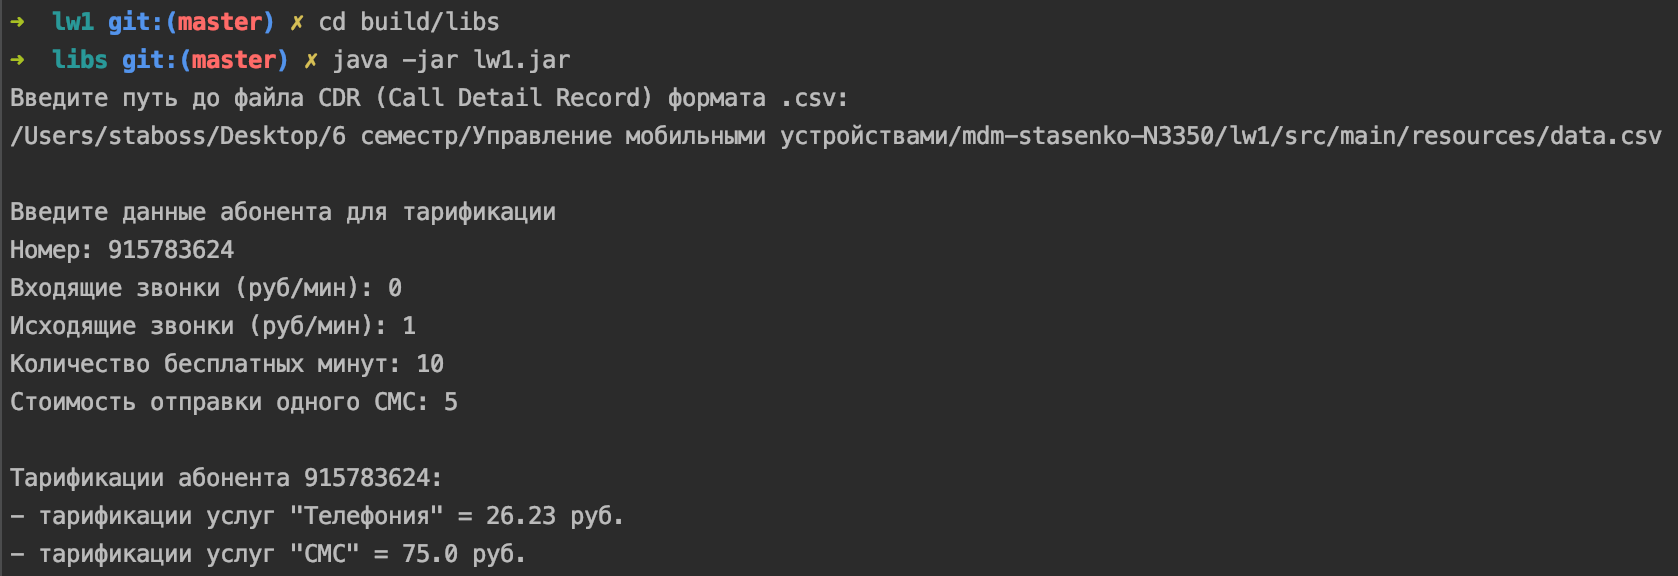 ➜  lw1 git:(master) ✗ cd build/libs
➜  libs git:(master) ✗ java -jar lw1.jar
Введите путь до файла CDR (Call Detail Record) формата .csv:
/Users/staboss/Desktop/6 семестр/Управление мобильными устройствами/mdm-stasenko-N3350/lw1/src/main/resources/data.csv
Введите данные абонента для тарификации
Номер: 915783624
Входящие звонки (руб/мин): 0
Исходящие звонки (руб/мин): 1
Количество бесплатных минут: 10
Стоимость отправки одного СМС: 5
Тарификации абонента 915783624:
- тарификации услуг "Телефония" = 26.23 руб.
- тарификации услуг "СМС" = 75.0 руб.